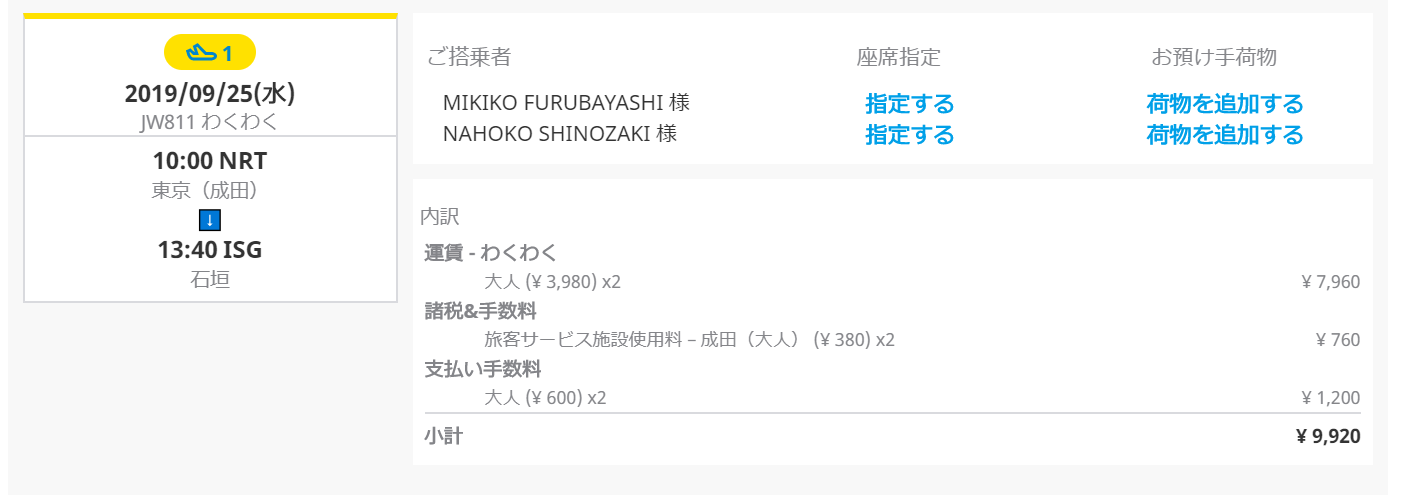 1
2019/09/25(水)
JW811 わくわく
10:00 NRT
東京（成田）
↓
13:40 ISG
石垣
ご搭乗者 座席指定 お預け手荷物
MIKIKO FURUBAYASHI 様 指定する 荷物を追加する
NAHOKO SHINOZAKI 様 指定する 荷物を追加する
内訳
運賃 - わくわく
大人 (¥ 3,980) x2 ¥ 7,960
諸税&手数料
旅客サービス施設使用料 – 成田（大人） (¥ 380) x2 ¥ 760
支払い手数料
大人 (¥ 600) x2 ¥ 1,200
小計 ¥ 9,920